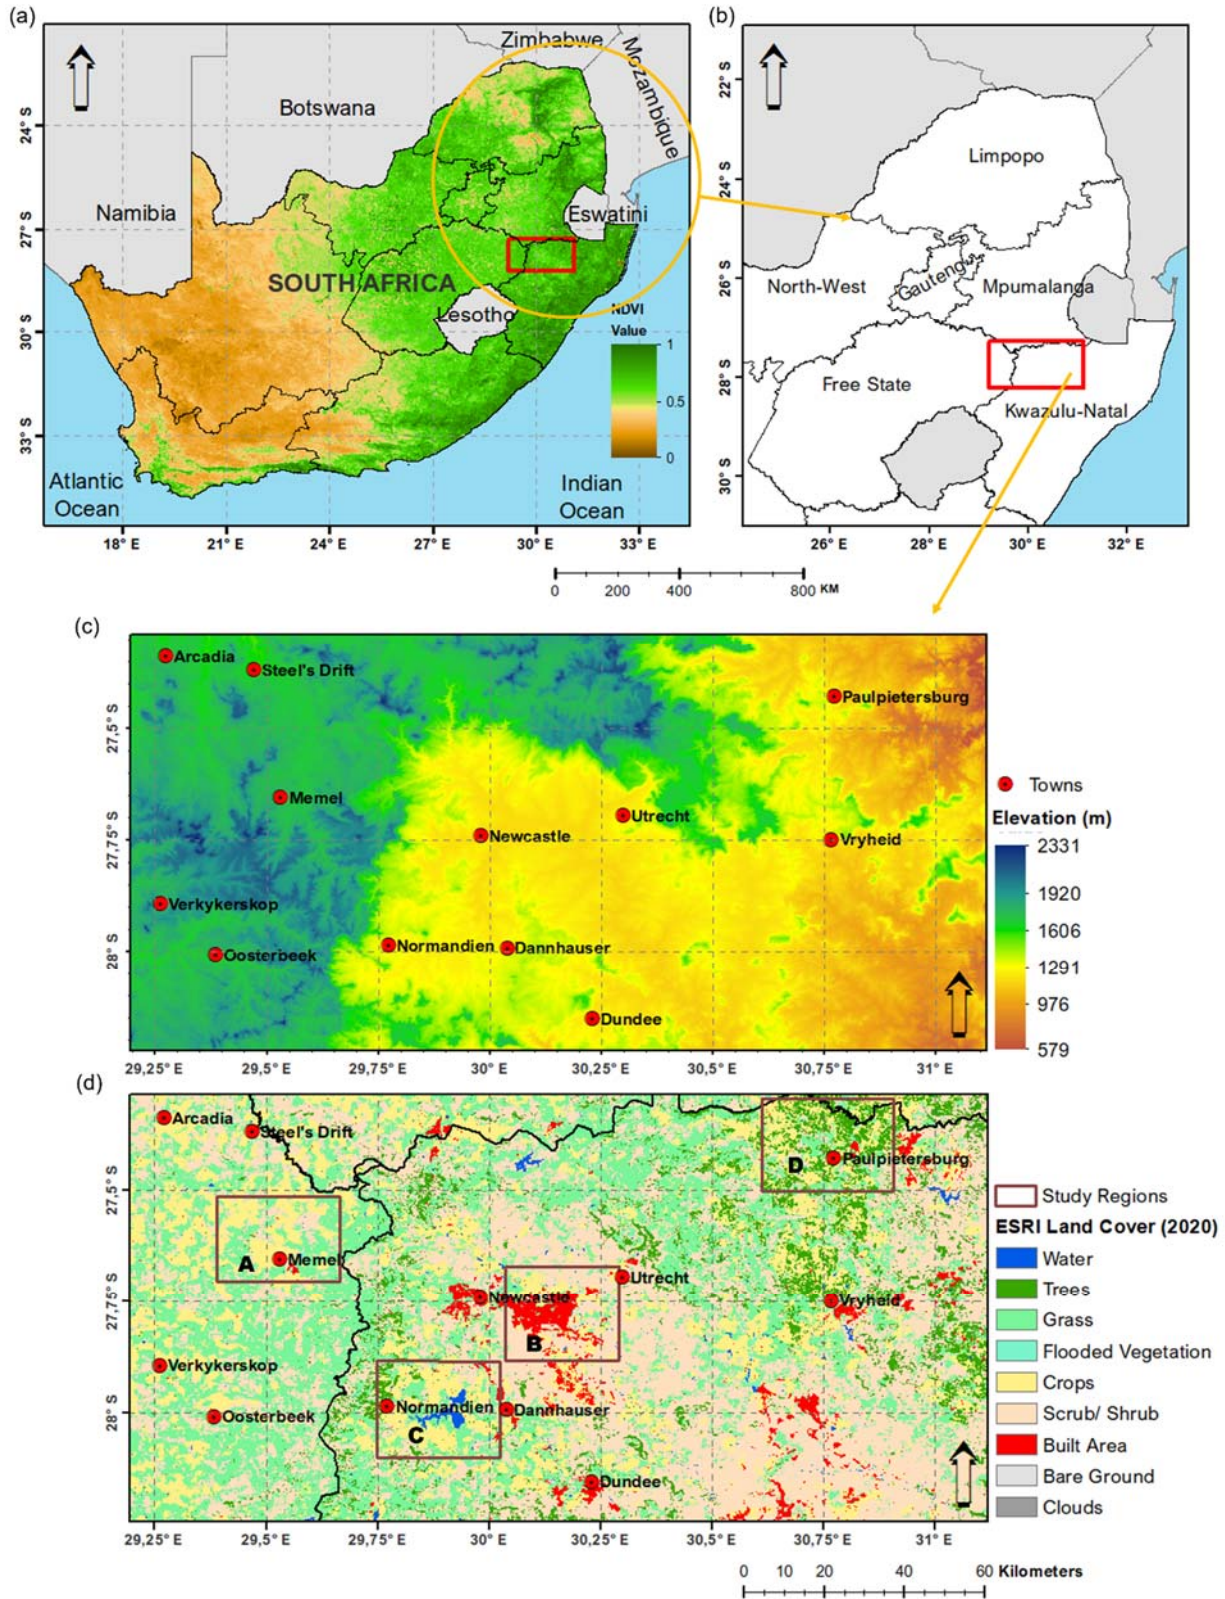 (a)
Zimbabwe
Mozambique
Botswana
Namibia
Eswatini
SOUTH AFRICA
Lesotho
NDVI
Value
1
0.5
0
Atlantic
Ocean
Indian
Ocean
24° S
27° S
30° S
33° S
18° E
21° E
24° E
27° E
30° E
33° E
(b)
Limpopo
North-West
Gauteng
Mpumalanga
Free State
Kwazulu-Natal
22° S
24° S
26° S
28° S
30° S
26° E
28° E
30° E
32° E
0 200 400 800 KM
(c)
Arcadia
Steel's Drift
Paulpietersburg
Memel
Utrecht
Newcastle
Vryheid
Verkykerskop
Normandien
Dannhauser
Oosterbeek
Dundee
27,5° S
27,75° S
28° S
29,25° E
29,5° E
29,75° E
30° E
30,25° E
30,5° E
30,75° E
31° E
Towns
Elevation (m)
2331
1920
1606
1291
976
579
(d)
Arcadia
Steel's Drift
D
Paulpietersburg
A
Memel
Utrecht
Newcastle
Vryheid
B
Verkykerskop
Normandien
Dannhauser
Oosterbeek
C
Dundee
27,5° S
27,75° S
28° S
29,25° E
29,5° E
29,75° E
30° E
30,25° E
30,5° E
30,75° E
31° E
Study Regions
ESRI Land Cover (2020)
Water
Trees
Grass
Flooded Vegetation
Crops
Scrub/ Shrub
Built Area
Bare Ground
Clouds
0 10 20 40 60 Kilometers